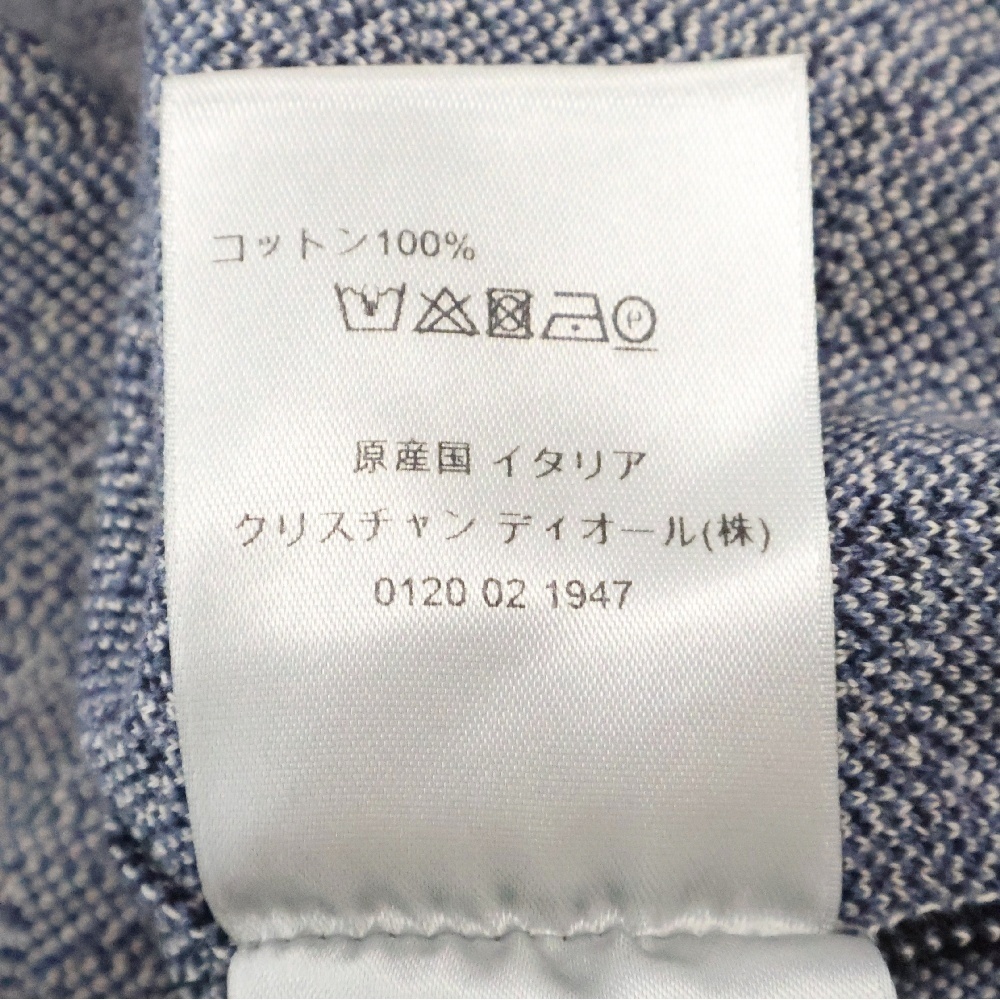 コットン100%
P
原産国 イタリア
クリスチャン ディオール(株)
0120 02 1947